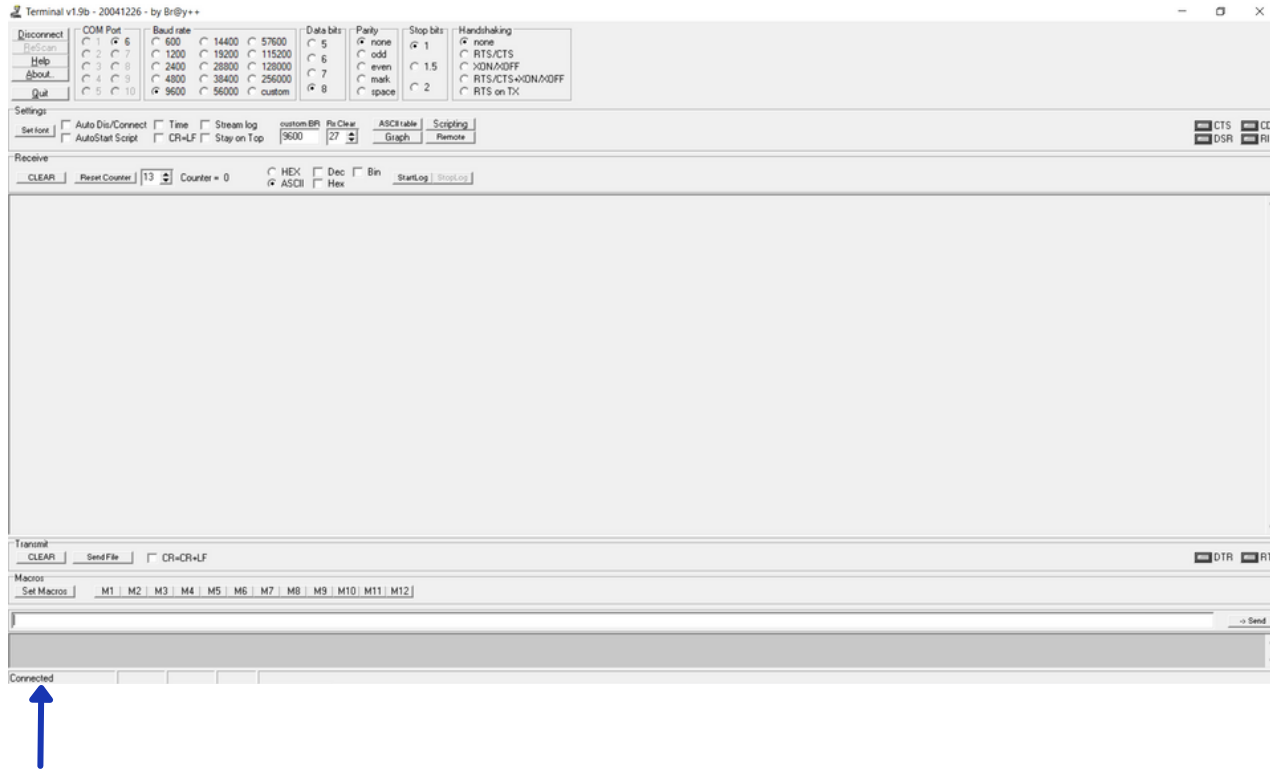 Terminal v1.9b - 20041226 - by Br@y++
Disconnect
ReScan
Help
About..
Quit
COM Port
1 6
2 7
3 8
4 9
5 10
Baud rate
600 14400 57600
1200 19200 115200
2400 28800 128000
4800 38400 256000
9600 56000 custom
Data bits
5
6
7
8
Parity
none
odd
even
mark
space
Stop bits
1
1.5
2
Handshaking
none
RTS/CTS
XON/XOFF
RTS/CTS+XON/XOFF
RTS on TX
Settings
Set font
Auto Dis/Connect Time Stream log
AutoStart Script CR=LF Stay on Top
custom BR Rx Clear
9600 27
ASCII table Scripting
Graph Remote
CTS CD
DSR RI
Receive
CLEAR Reset Counter 13 Counter = 0
HEX Dec Bin
ASCII Hex
StartLog StopLog
Transmit
CLEAR Send File CR=CR+LF
DTR RT
Macros
Set Macros M1 M2 M3 M4 M5 M6 M7 M8 M9 M10 M11 M12
-> Send
Connected